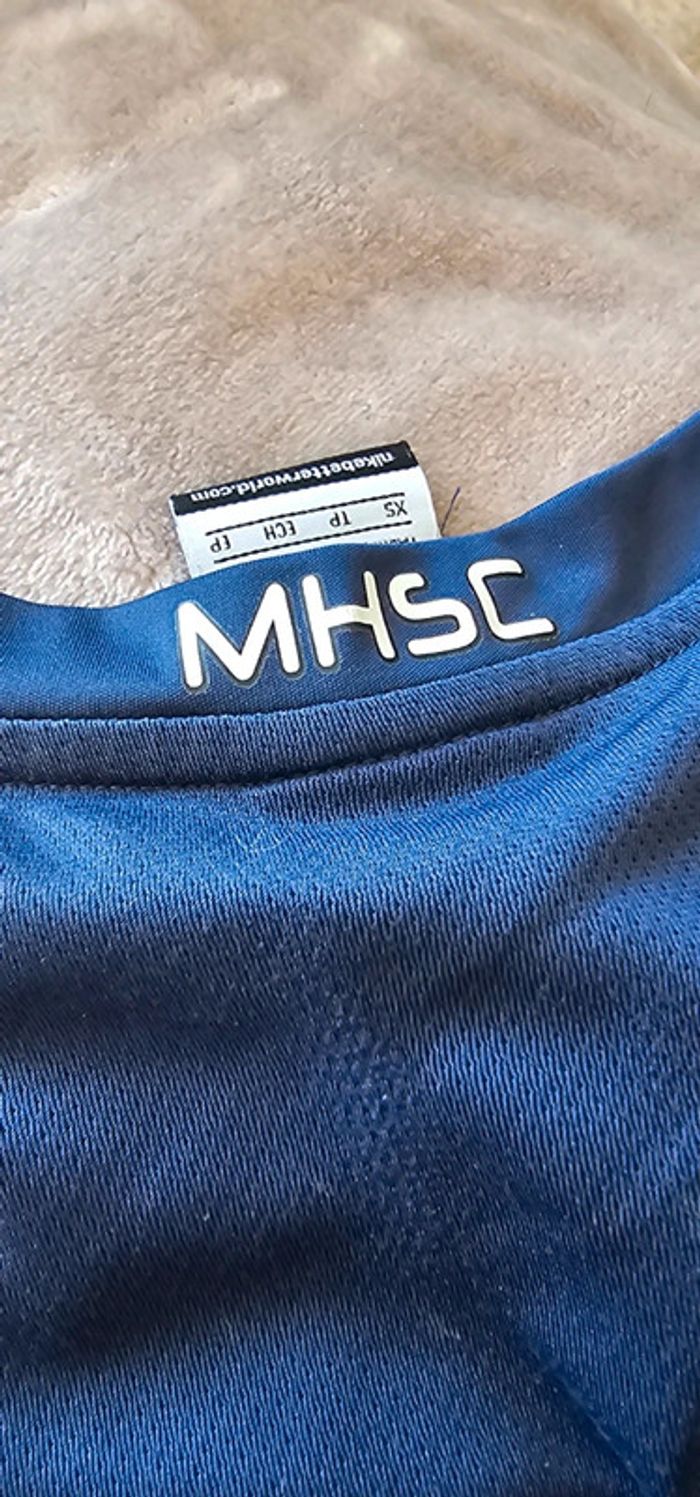 nikebetterworld.com
XS TP ECH EP
MHSC